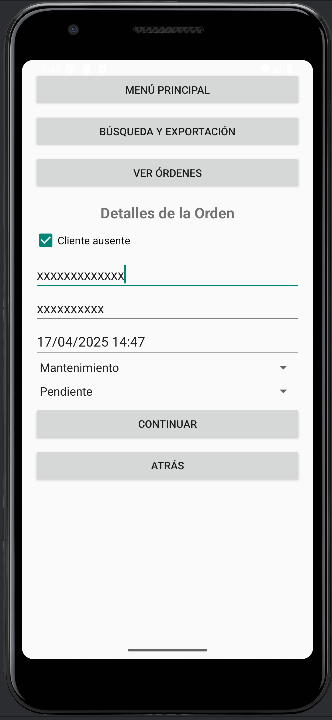 MENÚ PRINCIPAL
BÚSQUEDA Y EXPORTACIÓN
VER ÓRDENES
Detalles de la Orden
Cliente ausente
xxxxxxxxxxxxx
xxxxxxxxxx
17/04/2025 14:47
Mantenimiento
Pendiente
CONTINUAR
ATRÁS